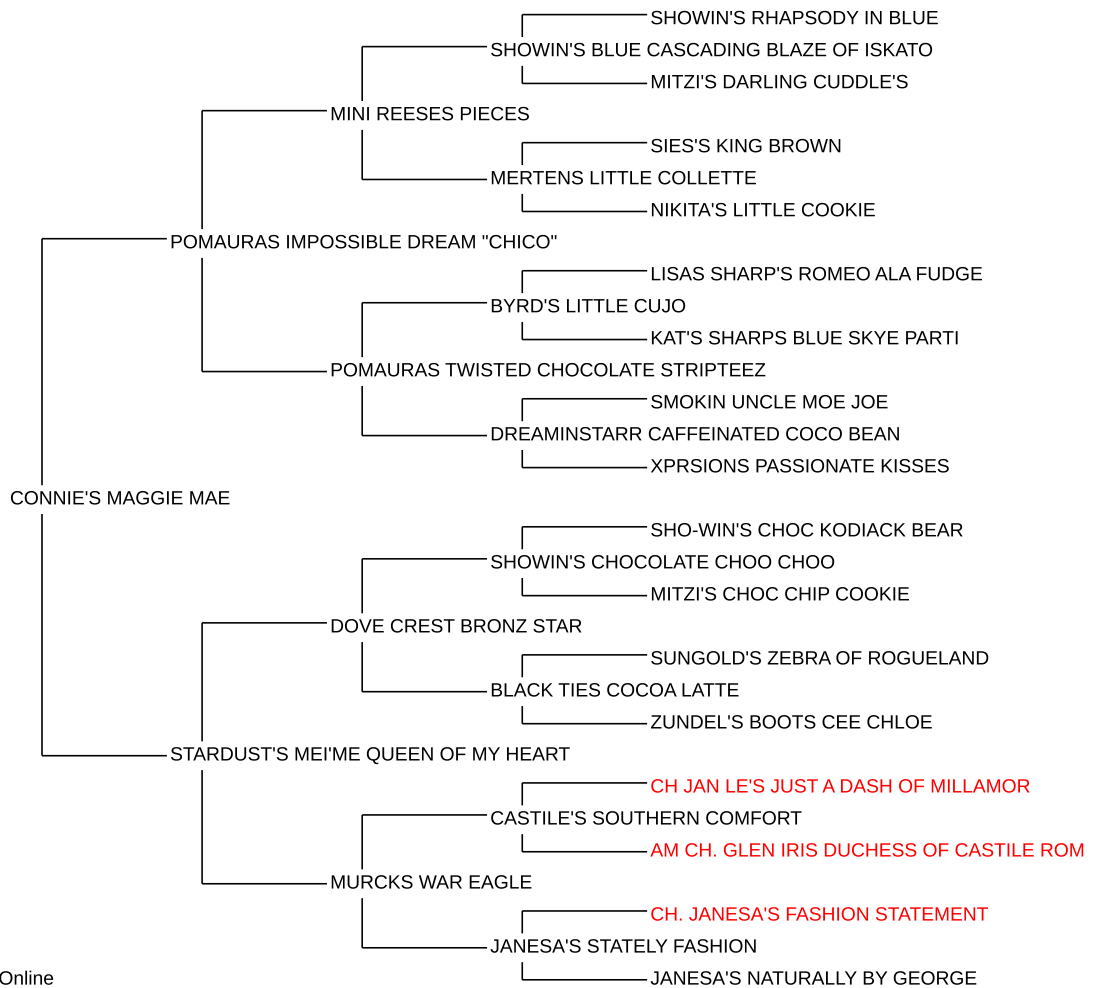 SHOWIN'S RHAPSODY IN BLUE
SHOWIN'S BLUE CASCADING BLAZE OF ISKATO
MITZI'S DARLING CUDDLE'S
MINI REESES PIECES
SIES'S KING BROWN
MERTENS LITTLE COLLETTE
NIKITA'S LITTLE COOKIE
POMAURAS IMPOSSIBLE DREAM "CHICO"
LISAS SHARP'S ROMEO ALA FUDGE
BYRD'S LITTLE CUJO
KAT'S SHARPS BLUE SKYE PARTI
POMAURAS TWISTED CHOCOLATE STRIPTEEZ
SMOKIN UNCLE MOE JOE
DREAMINSTARR CAFFEINATED COCO BEAN
XPRSIONS PASSIONATE KISSES
CONNIE'S MAGGIE MAE
SHO-WIN'S CHOC KODIACK BEAR
SHOWIN'S CHOCOLATE CHOO CHOO
MITZI'S CHOC CHIP COOKIE
DOVE CREST BRONZ STAR
SUNGOLD'S ZEBRA OF ROGUELAND
BLACK TIES COCOA LATTE
ZUNDEL'S BOOTS CEE CHLOE
STARDUST'S MEI'ME QUEEN OF MY HEART
CH JAN LE'S JUST A DASH OF MILLAMOR
CASTILE'S SOUTHERN COMFORT
AM CH. GLEN IRIS DUCHESS OF CASTILE ROM
MURCKS WAR EAGLE
CH. JANESA'S FASHION STATEMENT
JANESA'S STATELY FASHION
JANESA'S NATURALLY BY GEORGE
Online